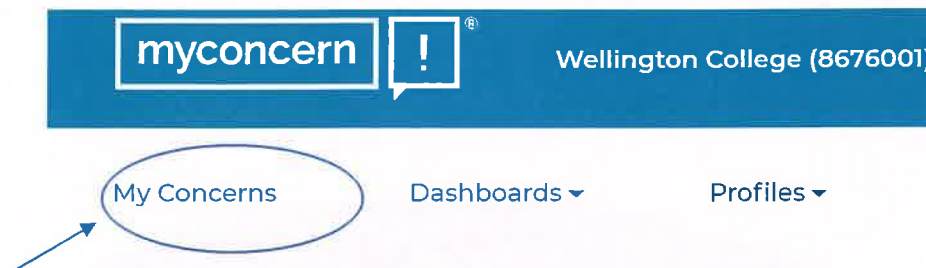 myconcern ! ®
Wellington College (8676001)
My Concerns Dashboards Profiles